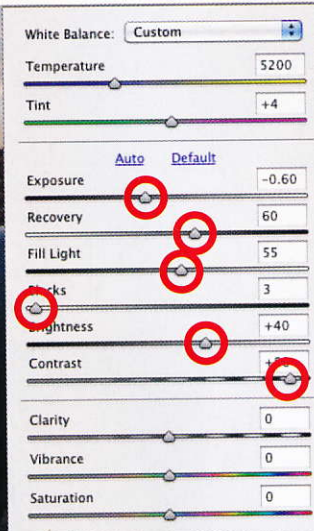 White Balance: Custom
Temperature 5200
Tint +4
Auto Default
Exposure -0.60
Recovery 60
Fill Light 55
3
Brightness +40
Contrast
Clarity 0
Vibrance 0
Saturation 0